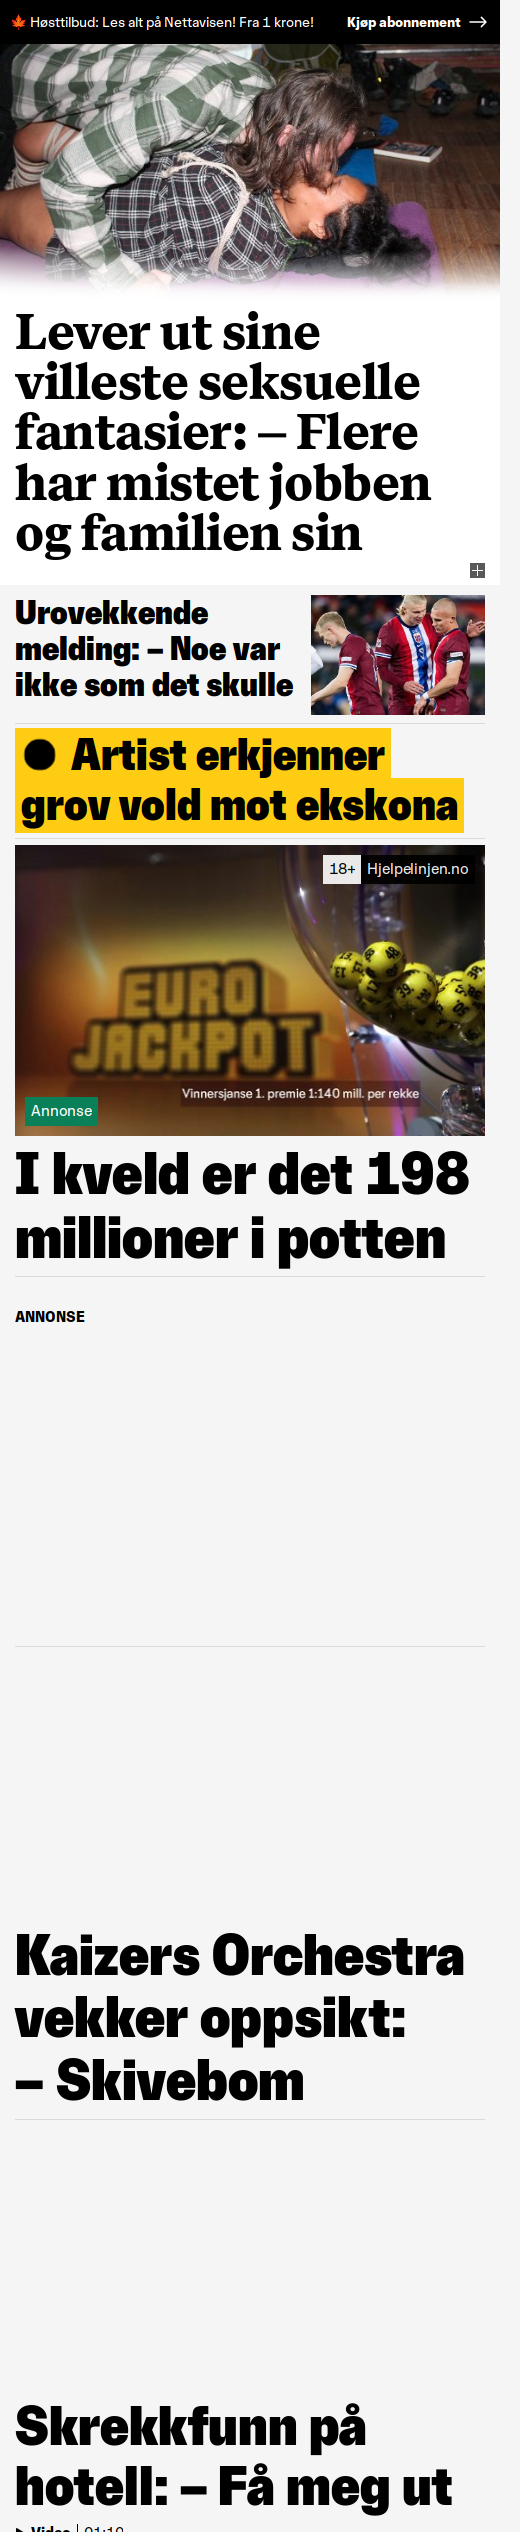 🍁 Høsttilbud: Les alt på Nettavisen! Fra 1 krone! Kjøp abonnement →
Lever ut sine
villeste seksuelle
fantasier: – Flere
har mistet jobben
og familien sin
Urovekkende
melding: – Noe var
ikke som det skulle
Artist erkjenner
grov vold mot ekskona
18+ Hjelpelinjen.no
EURO
JACKPOT
Vinnersjanse 1. premie 1:140 mill. per rekke
Annonse
I kveld er det 198
millioner i potten
ANNONSE
Kaizers Orchestra
vekker oppsikt:
– Skivebom
Skrekkfunn på
hotell: – Få meg ut
Video 01:10